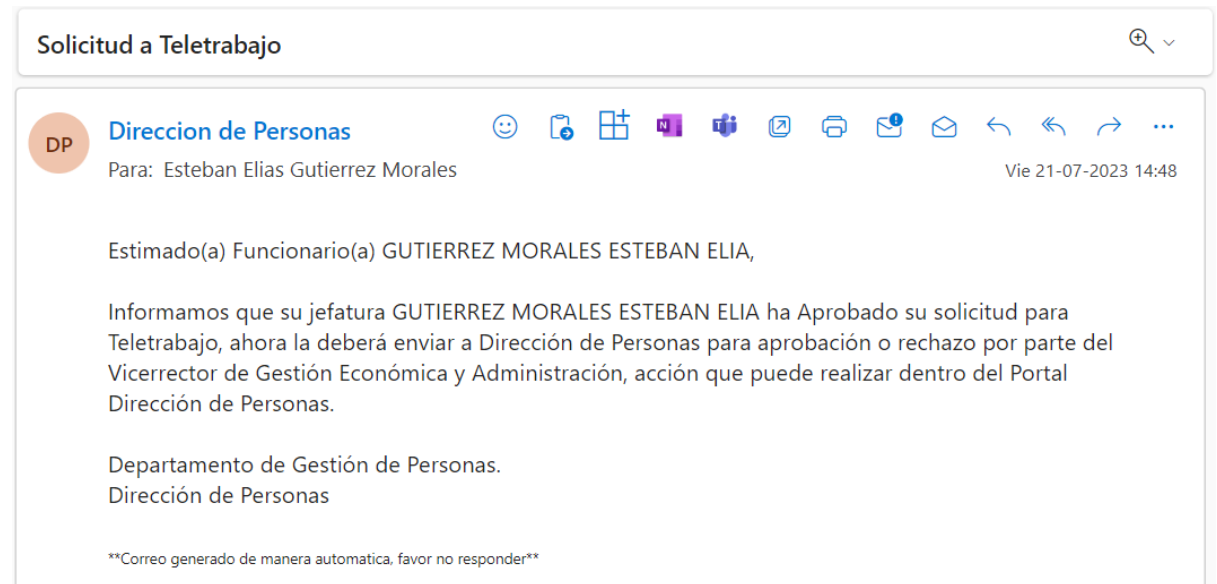 Solicitud a Teletrabajo
DP
Direccion de Personas
Para: Esteban Elias Gutierrez Morales
Vie 21-07-2023 14:48
Estimado(a) Funcionario(a) GUTIERREZ MORALES ESTEBAN ELIA,
Informamos que su jefatura GUTIERREZ MORALES ESTEBAN ELIA ha Aprobado su solicitud para
Teletrabajo, ahora la deberá enviar a Dirección de Personas para aprobación o rechazo por parte del
Vicerrector de Gestión Económica y Administración, acción que puede realizar dentro del Portal
Dirección de Personas.
Departamento de Gestión de Personas.
Dirección de Personas
**Correo generado de manera automatica, favor no responder**